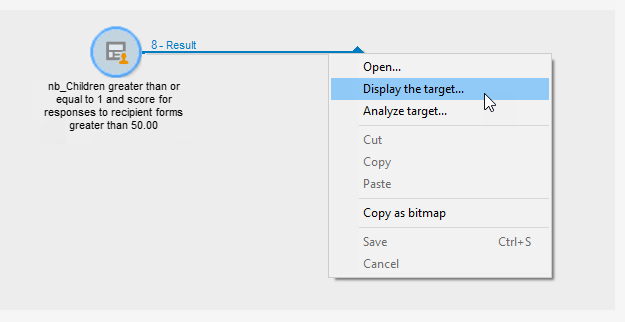 8 - Result
nb_Children greater than or
equal to 1 and score for
responses to recipient forms
greater than 50.00
Open...
Display the target...
Analyze target...
Cut
Copy
Paste
Copy as bitmap
Save Ctrl+S
Cancel